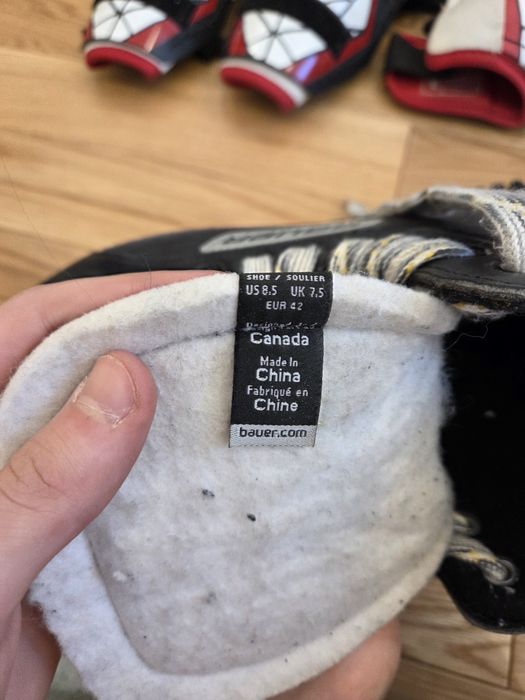 SHOE / SOULIER
US 8.5 UK 7.5
EUR 42
Canada
Made in
China
Fabriqué en
Chine
bauer.com